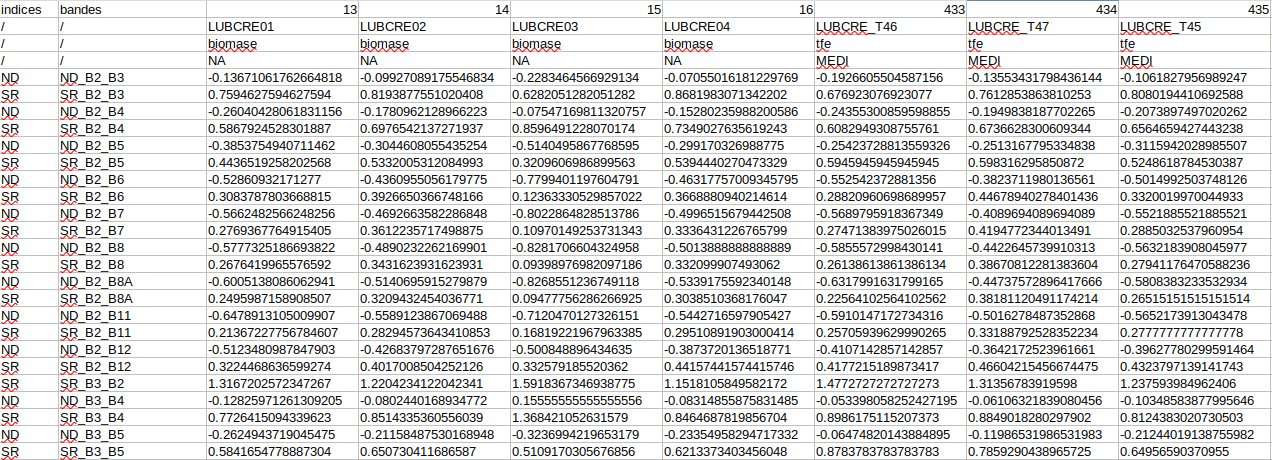 indices bandes 13 14 15 16 433 434 435
/ / LUBCRE01 LUBCRE02 LUBCRE03 LUBCRE04 LUBCRE_T46 LUBCRE_T47 LUBCRE_T45
/ / biomase biomase biomase biomase tfe tfe tfe
/ / NA NA NA NA MEDI MEDI MEDI
ND ND_B2_B3 -0.13671061762664818 -0.09927089175546834 -0.2283464566929134 -0.07055016181229769 -0.1926605504587156 -0.13553431798436144 -0.1061827956989247
SR SR_B2_B3 0.7594627594627594 0.8193877551020408 0.6282051282051282 0.8681983071342202 0.676923076923077 0.7612853863810253 0.8080194410692588
ND ND_B2_B4 -0.26040428061831156 -0.1780962128966223 -0.07547169811320757 -0.15280235988200586 -0.24355300859598855 -0.1949838187702265 -0.2073897497020262
SR SR_B2_B4 0.5867924528301887 0.6976542137271937 0.8596491228070174 0.7349027635619243 0.6082949308755761 0.6736628300609344 0.6564659427443238
ND ND_B2_B5 -0.3853754940711462 -0.3044608055435254 -0.5140495867768595 -0.299170326988775 -0.25423728813559326 -0.2513167795334838 -0.3115942028985507
SR SR_B2_B5 0.4436519258202568 0.5332005312084993 0.3209606986899563 0.5394440270473329 0.5945945945945945 0.598316295850872 0.5248618784530387
ND ND_B2_B6 -0.52860932171277 -0.4360955056179775 -0.7799401197604791 -0.46317757009345795 -0.552542372881356 -0.3823711980136561 -0.5014992503748126
SR SR_B2_B6 0.3083787803668815 0.3926650366748166 0.12363330529857022 0.3668880940214614 0.28820960698689957 0.44678940278401436 0.3320019970044933
ND ND_B2_B7 -0.5662482566248256 -0.4692663582286848 -0.8022864828513786 -0.4996515679442508 -0.5689795918367349 -0.4089694089694089 -0.5521885521885521
SR SR_B2_B7 0.2769367764915405 0.3612235717498875 0.10970149253731343 0.3336431226765799 0.27471383975026015 0.4194772344013491 0.2885032537960954
ND ND_B2_B8 -0.5777325186693822 -0.4890232262169901 -0.8281706604324958 -0.5013888888888889 -0.5855572998430141 -0.4422645739910313 -0.5632183908045977
SR SR_B2_B8 0.2676419965576592 0.3431623931623931 0.09398976982097186 0.332099907493062 0.26138613861386134 0.38670812281383604 0.27941176470588236
ND ND_B2_B8A -0.6005138086062941 -0.5140695915279879 -0.8268551236749118 -0.5339175592340148 -0.6317991631799165 -0.44737572896417666 -0.5808383233532934
SR SR_B2_B8A 0.2495987158908507 0.3209432454036771 0.09477756286266925 0.3038510368176047 0.22564102564102562 0.38181120491174214 0.26515151515151514
ND ND_B2_B11 -0.6478913105009907 -0.5589123867069488 -0.7120470127326151 -0.5442716597905427 -0.5910147172734316 -0.5016278487352868 -0.5652173913043478
SR SR_B2_B11 0.21367227756784607 0.28294573643410853 0.16819221967963385 0.29510891903000414 0.25705939629990265 0.33188792528352234 0.2777777777777778
ND ND_B2_B12 -0.5123480987847903 -0.42683797287651676 -0.500848896434635 -0.3873720136518771 -0.4107142857142857 -0.3642172523961661 -0.39627780299591464
SR SR_B2_B12 0.3224468636599274 0.4017008504252126 0.332579185520362 0.44157441574415746 0.4177215189873417 0.46604215456674475 0.4323797139141743
SR SR_B3_B2 1.3167202572347267 1.2204234122042341 1.5918367346938775 1.1518105849582172 1.4772727272727273 1.31356783919598 1.237593984962406
ND ND_B3_B4 -0.12825971261309205 -0.0802440168934772 0.15555555555555556 -0.08314855875831485 -0.05339805825242719​5 -0.06106321839080456 -0.10348583877995646
SR SR_B3_B4 0.7726415094339623 0.8514335360556039 1.368421052631579 0.8464687819856704 0.8986175115207373 0.8849018280297902 0.8124383020730503
ND ND_B3_B5 -0.2624943719045475 -0.21158487530168948 -0.3236994219653179 -0.23354958294717332 -0.06474820143884895 -0.11986531986531983 -0.21244019138755982
SR SR_B3_B5 0.5841654778887304 0.650730411686587 0.5109170305676856 0.6213373403456048 0.8783783783783783 0.7859290438965725 0.64956590370955